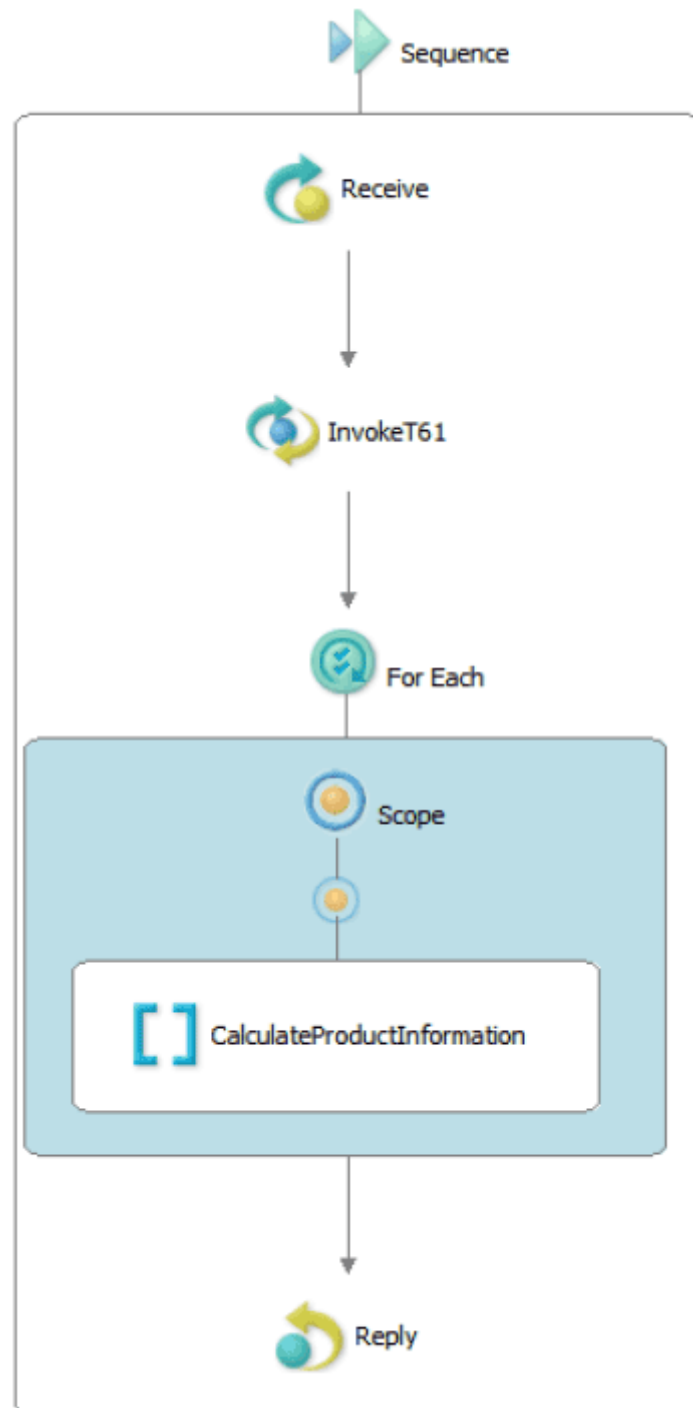 Sequence
Receive
InvokeT61
For Each
Scope
CalculateProductInformation
Reply